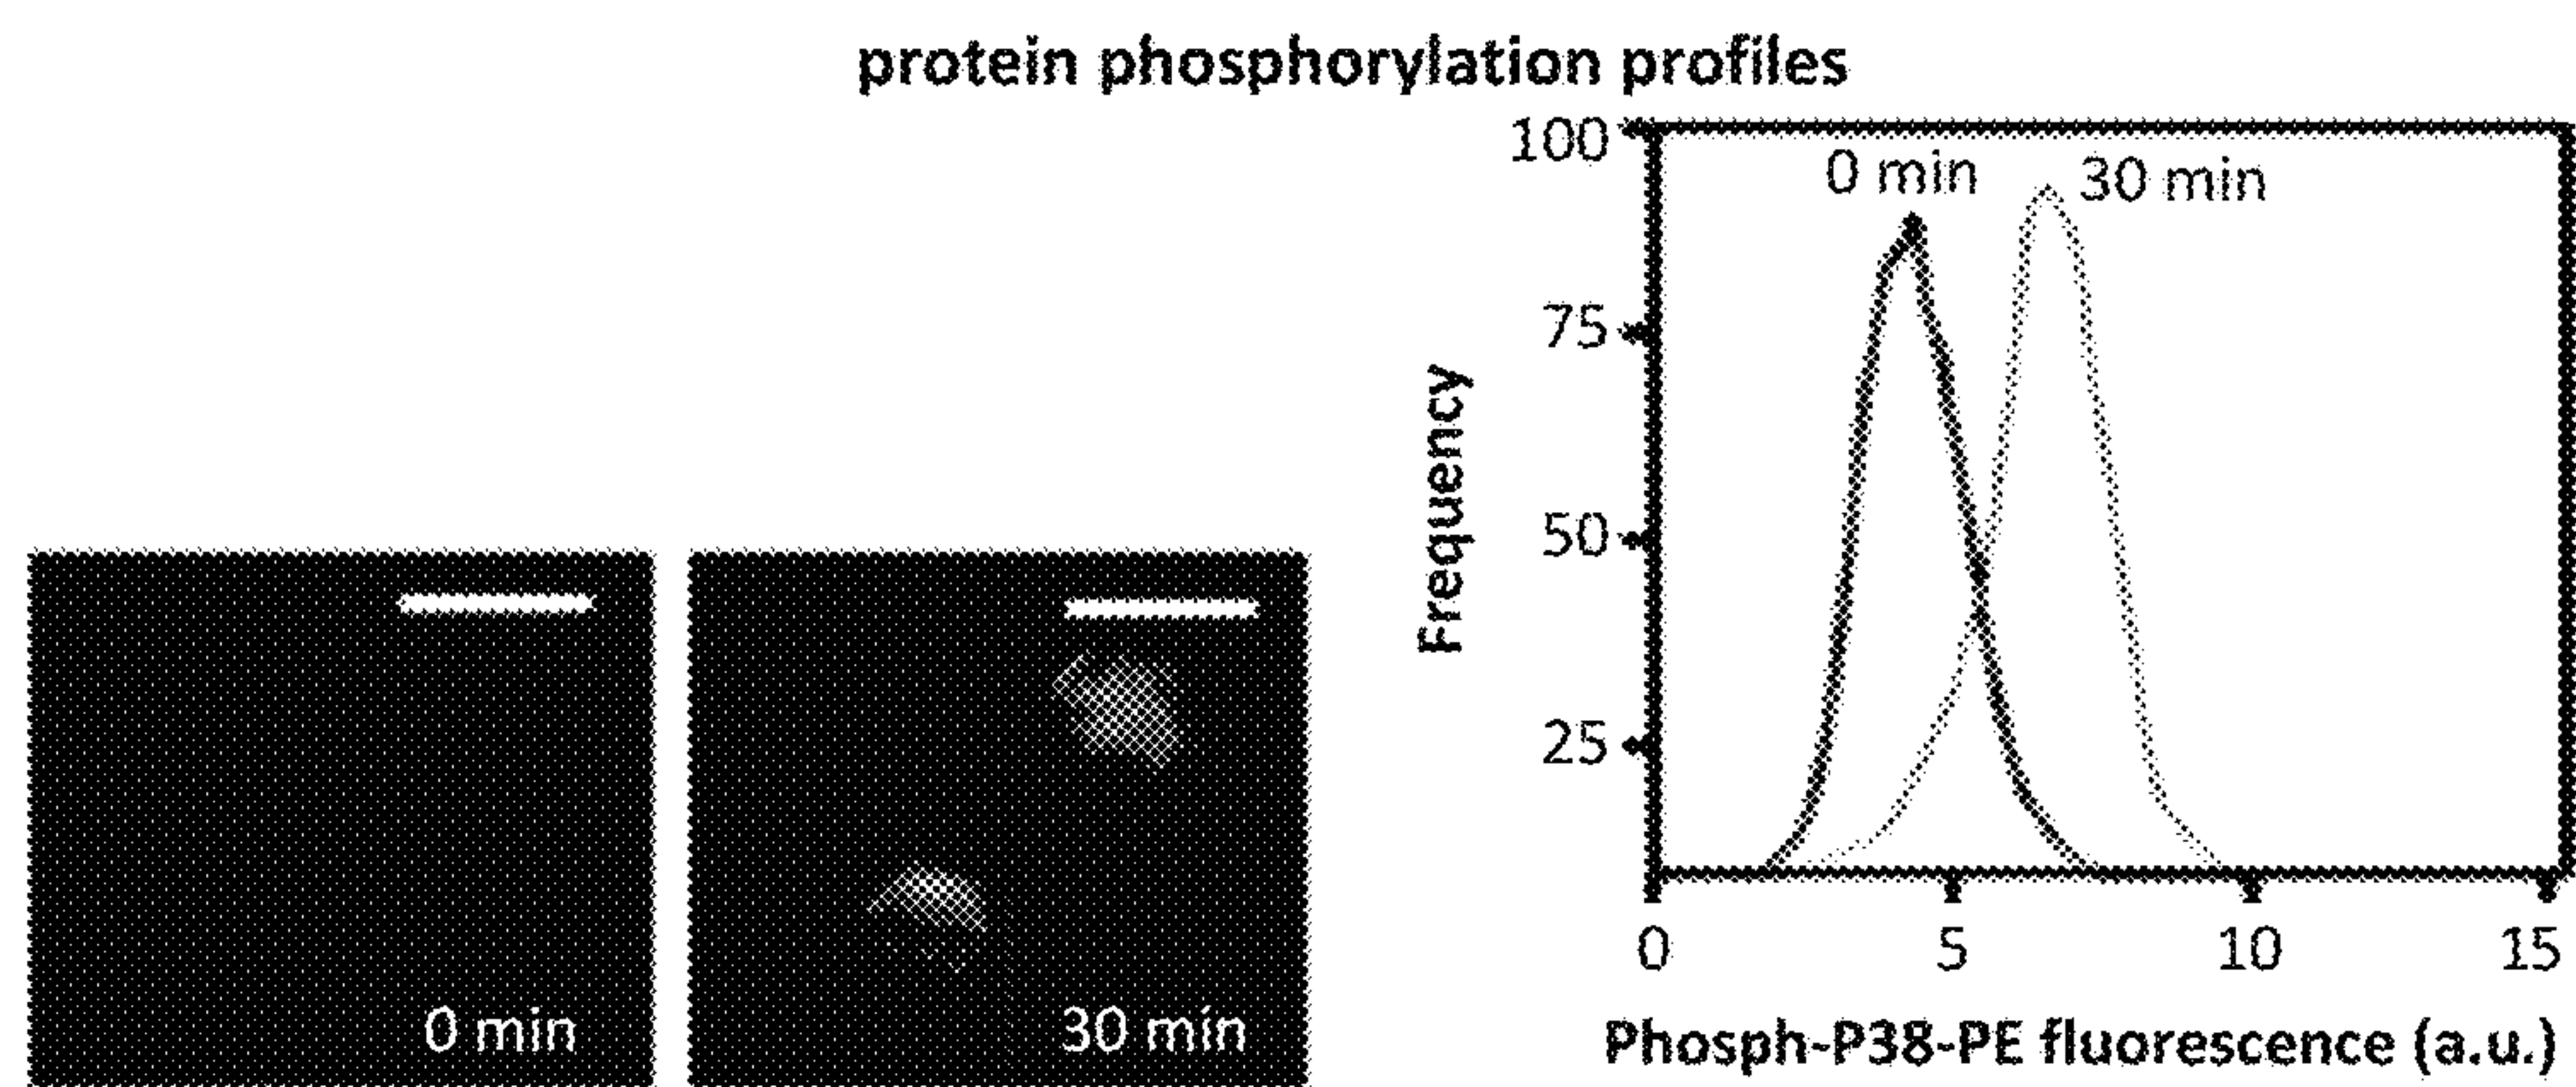 protein phosphorylation profiles
0 min
30 min
100
0 min
30 min
75
50
25
Frequency
0
5
10
15
Phosph-P38-PE fluorescence (a.u.)